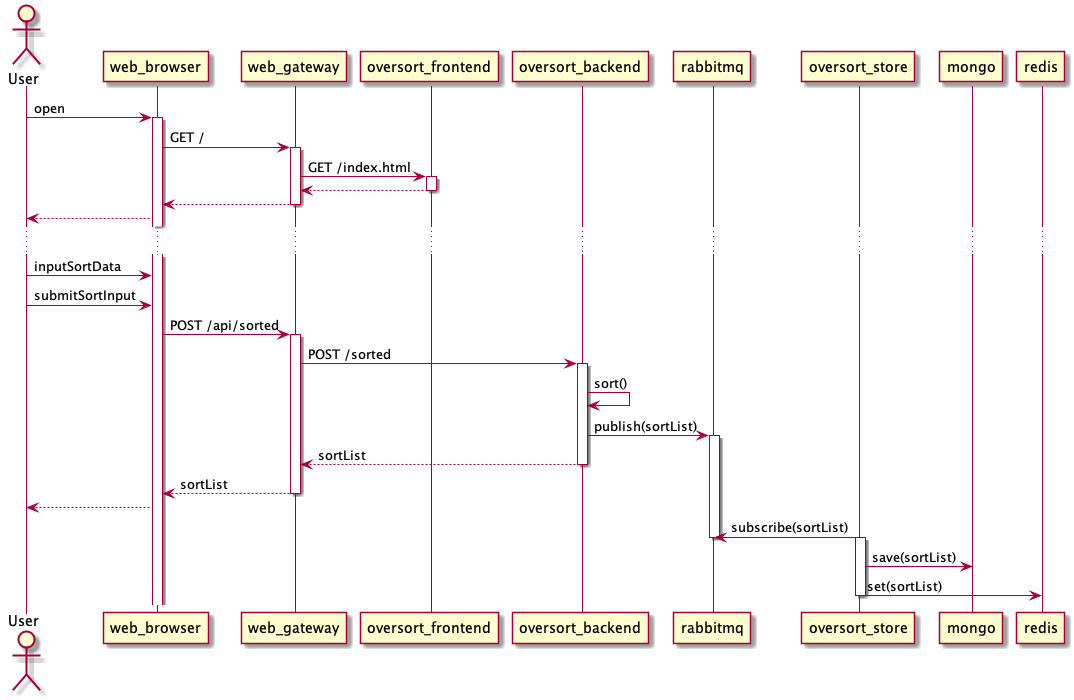 User
web_browser
web_gateway
oversort_frontend
oversort_backend
rabbitmq
oversort_store
mongo
redis
open
GET /
GET /index.html
inputSortData
submitSortInput
POST /api/sorted
POST /sorted
sort()
publish(sortList)
sortList
sortList
subscribe(sortList)
save(sortList)
set(sortList)
User
web_browser
web_gateway
oversort_frontend
oversort_backend
rabbitmq
oversort_store
mongo
redis